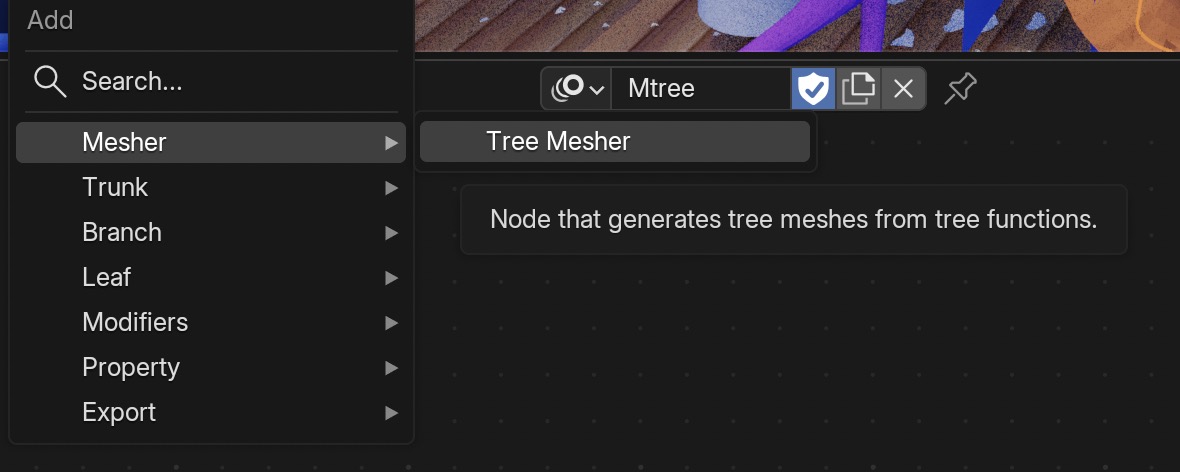 Add
Search...
Mtree
Mesher
Tree Mesher
Trunk
Node that generates tree meshes from tree functions.
Branch
Leaf
Modifiers
Property
Export